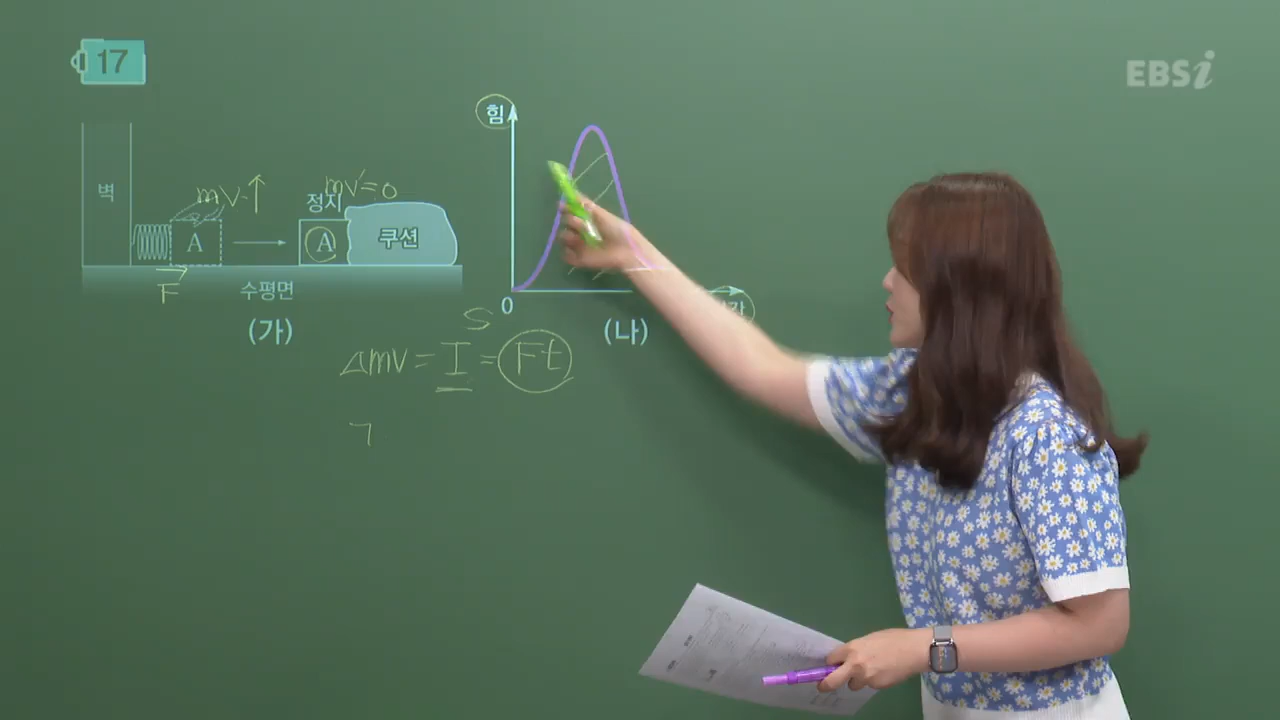 17
EBSi
힘
벽
mv↑
mv'=0
정지
A
A
쿠션
F
수평면
0
S
(가)
(나)
Δmv = I = Ft
ㄱ